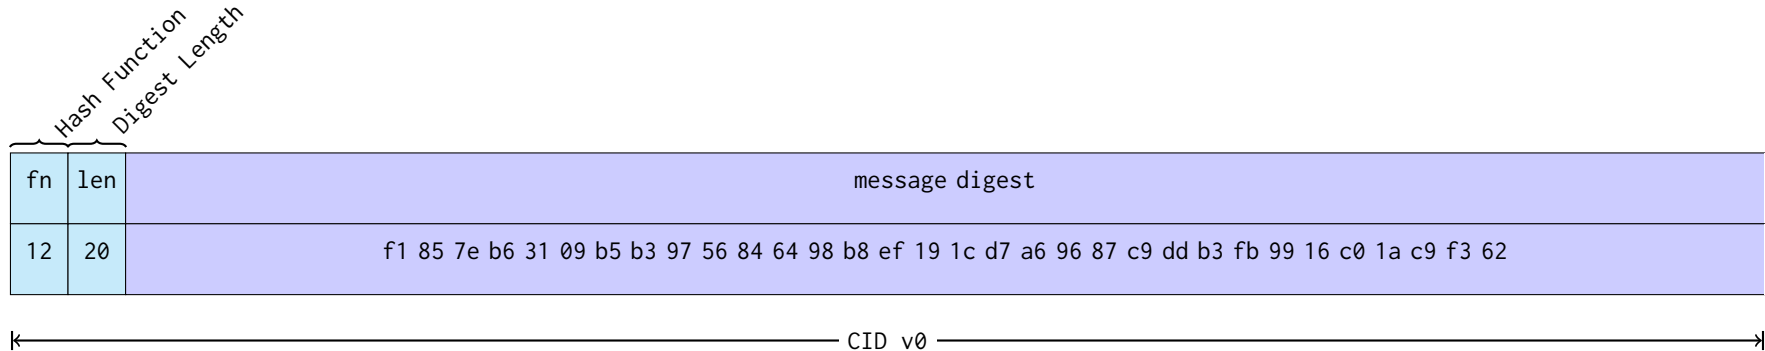 Hash Function
Digest Length
fn len message digest
12 20 f1 85 7e b6 31 09 b5 b3 97 56 84 64 98 b8 ef 19 1c d7 a6 96 87 c9 dd b3 fb 99 16 c0 1a c9 f3 62
CID v0